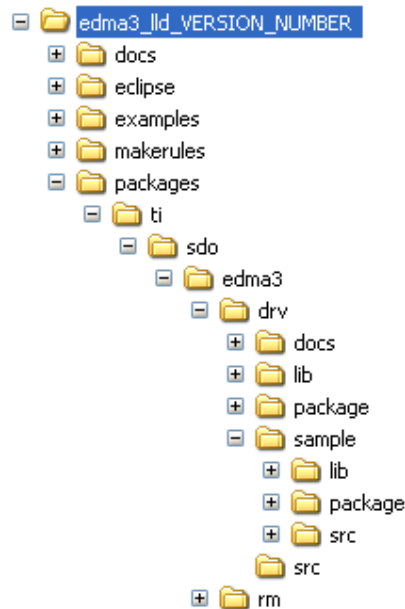 edma3_lld_VERSION_NUMBER
docs
eclipse
examples
makerules
packages
ti
sdo
edma3
drv
docs
lib
package
sample
lib
package
src
src
rm